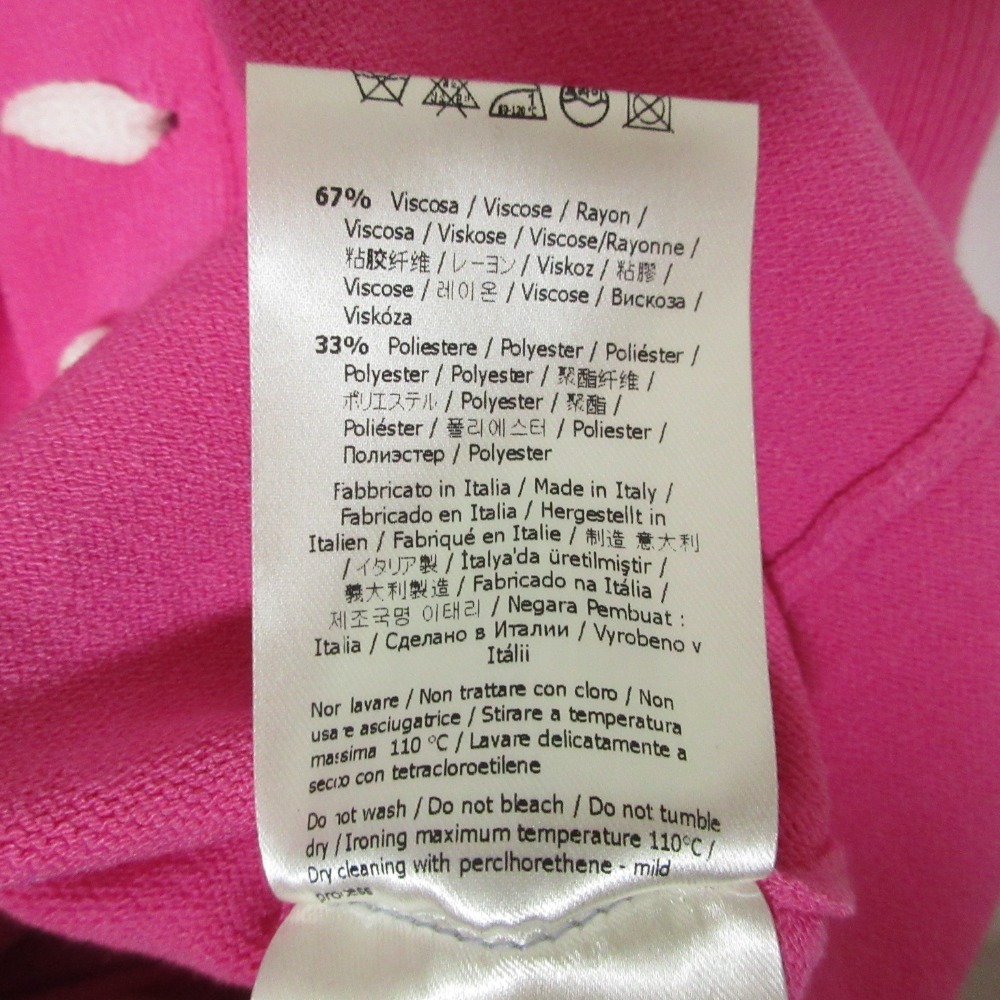 67% Viscosa / Viscose / Rayon /
Viscosa / Viskose / Viscose/Rayonne /
粘胶纤维 / レーヨン / Viskoz / 粘膠 /
Viscose / 레이온 / Viscose / Вискоза /
Viskóza
33% Poliestere / Polyester / Poliéster /
Polyester / Polyester / 聚酯纤维 /
ポリエステル / Polyester / 聚酯 /
Poliéster / 폴리에스터 / Poliester /
Полиэстер / Polyester
Fabbricato in Italia / Made in Italy /
Fabricado en Italia / Hergestellt in
Italien / Fabriqué en Italie / 制造 意大利
/ イタリア製 / İtalya'da üretilmiştir /
義大利製造 / Fabricado na Itália /
제조국명 이태리 / Negara Pembuat :
Italia / Сделано в Италии / Vyrobeno v
Itálii
Non lavare / Non trattare con cloro / Non
usare asciugatrice / Stirare a temperatura
massima 110 °C / Lavare delicatamente a
secco con tetracloroetilene
Do not wash / Do not bleach / Do not tumble
dry / Ironing maximum temperature 110°C /
Dry cleaning with perclhorethene - mild
process